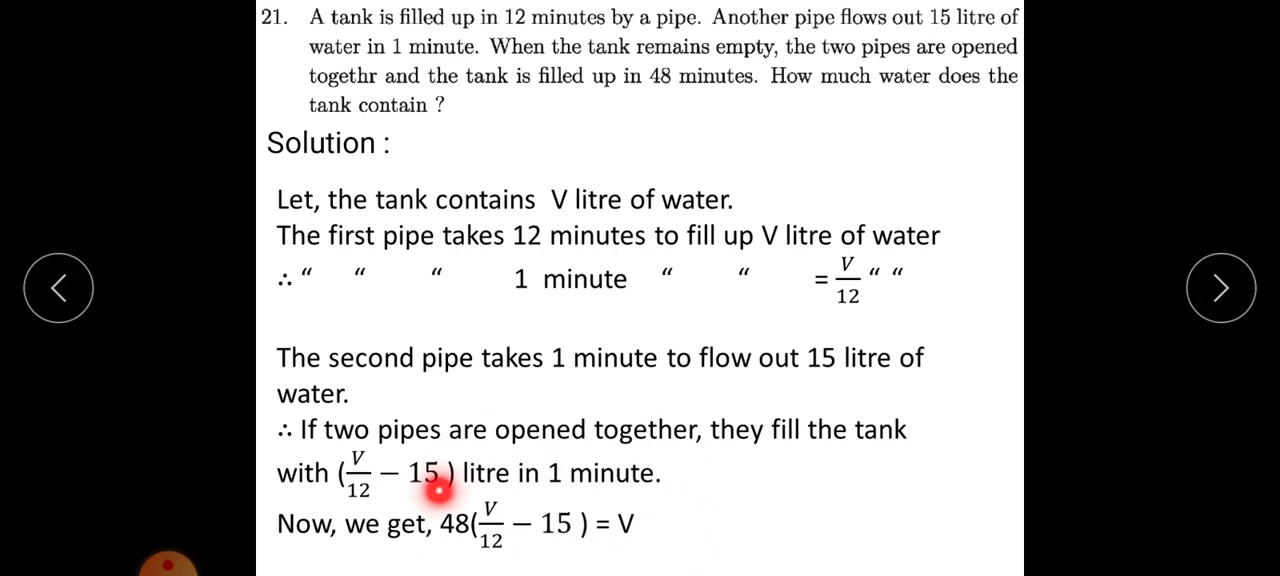 21. A tank is filled up in 12 minutes by a pipe. Another pipe flows out 15 litre of
water in 1 minute. When the tank remains empty, the two pipes are opened
togethr and the tank is filled up in 48 minutes. How much water does the
tank contain ?
Solution :
Let, the tank contains V litre of water.
The first pipe takes 12 minutes to fill up V litre of water
∴ “ “ “ 1 minute “ “ = V/12 “ “
The second pipe takes 1 minute to flow out 15 litre of
water.
∴ If two pipes are opened together, they fill the tank
with (V/12 − 15 ) litre in 1 minute.
Now, we get, 48(V/12 − 15 ) = V